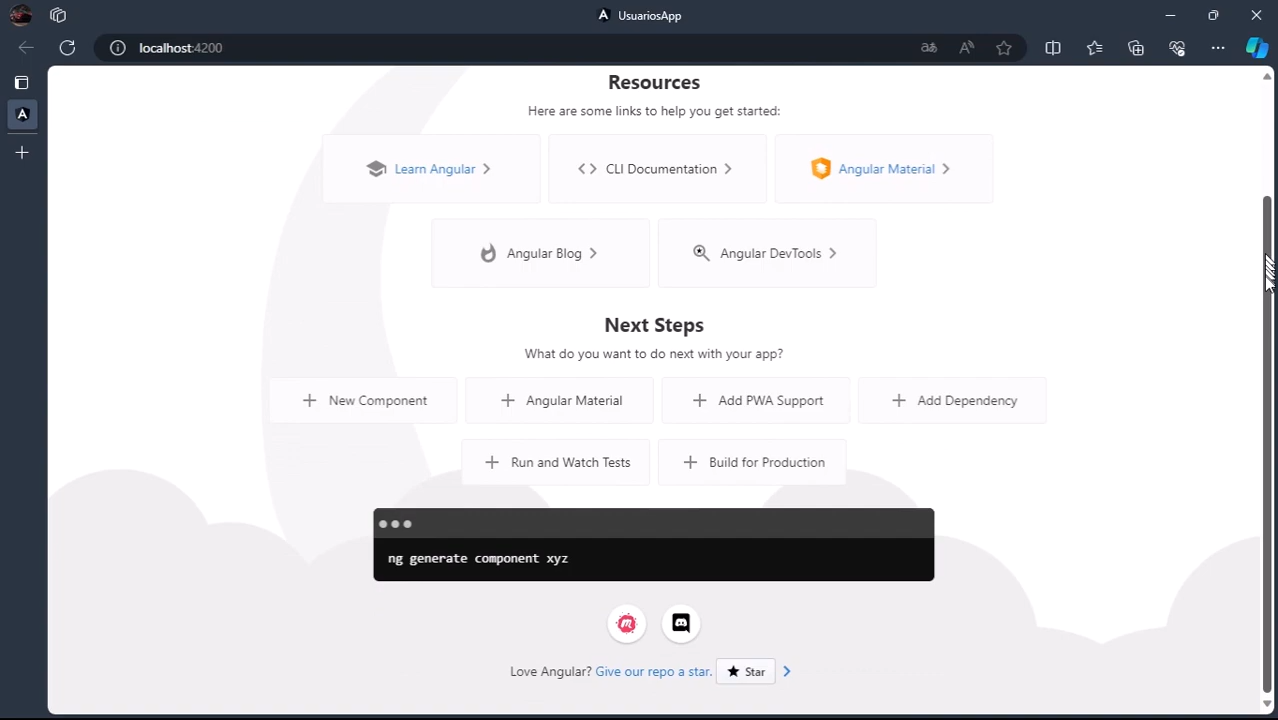 UsuariosApp
localhost:4200
Resources
Here are some links to help you get started:
Learn Angular
CLI Documentation
Angular Material
Angular Blog
Angular DevTools
Next Steps
What do you want to do next with your app?
New Component
Angular Material
Add PWA Support
Add Dependency
Run and Watch Tests
Build for Production
ng generate component xyz
Love Angular? Give our repo a star. Star